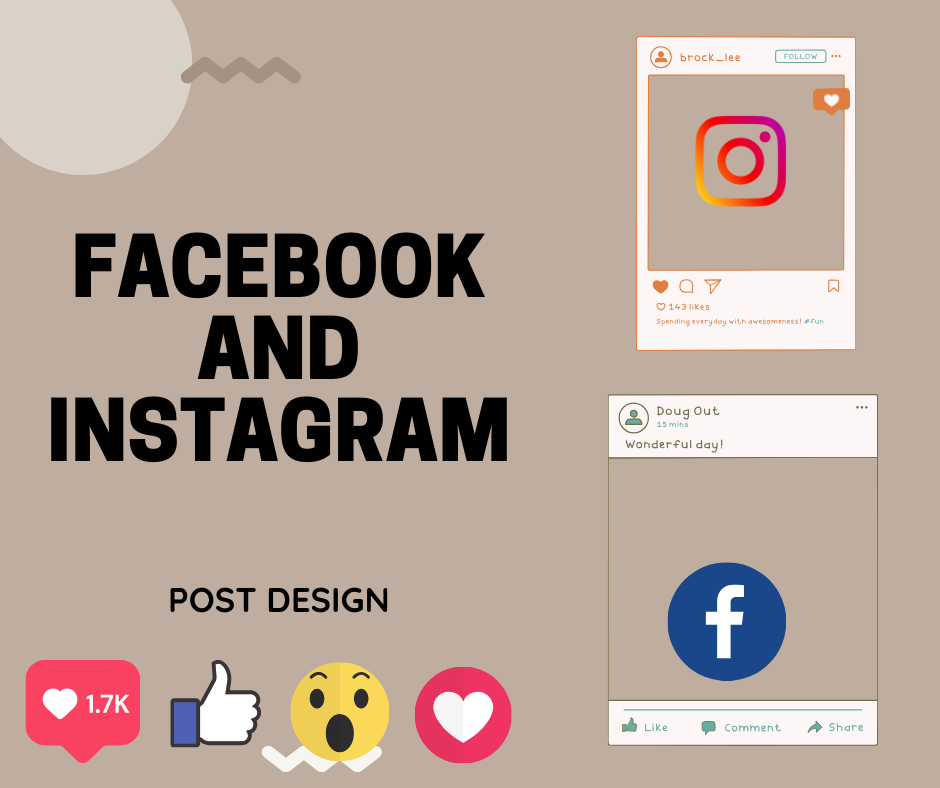 FACEBOOK
AND
INSTAGRAM
POST DESIGN
1.7K
brock_lee
FOLLOW
143 likes
Spending everyday with awesomeness! #fun
Doug Out
15 mins
Wonderful day!
Like Comment Share